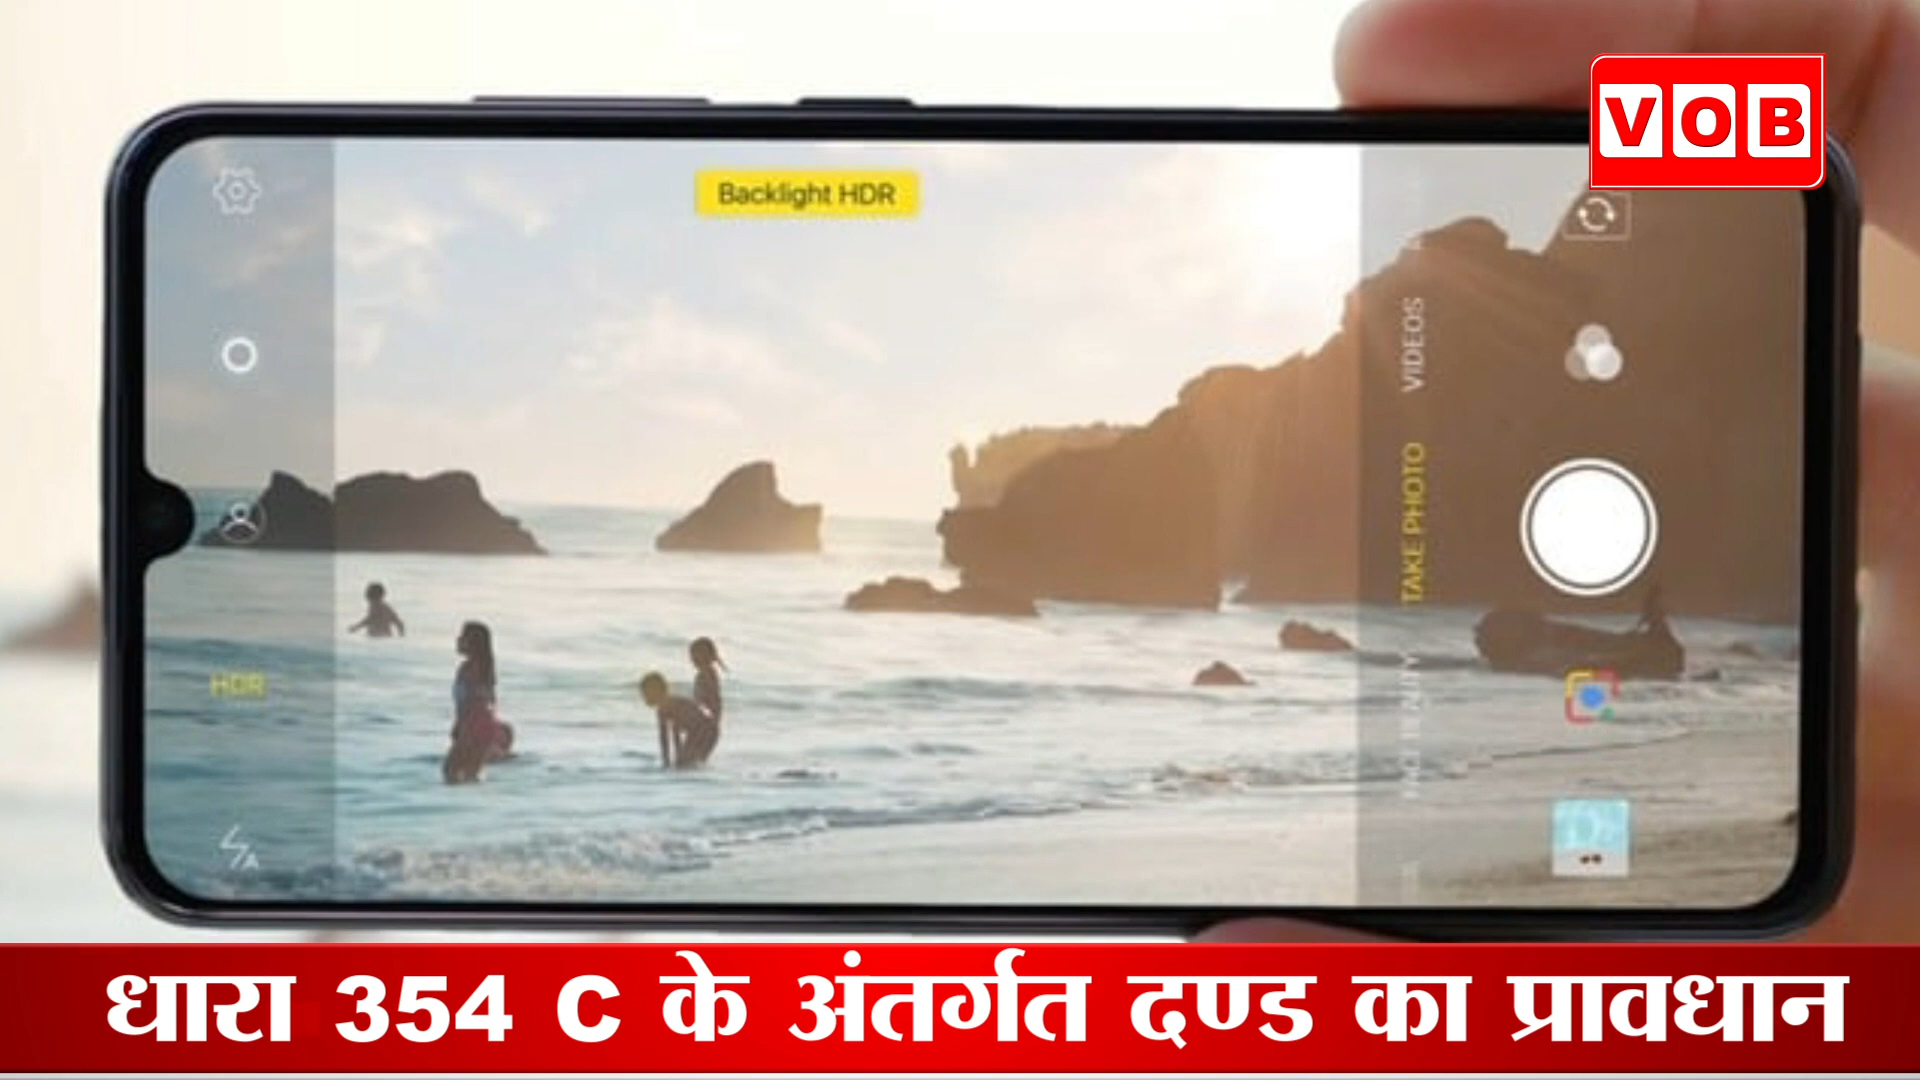 VOB
Backlight HDR
VIDEOS
TAKE PHOTO
HDR
धारा 354 C के अंतर्गत दण्ड का प्रावधान